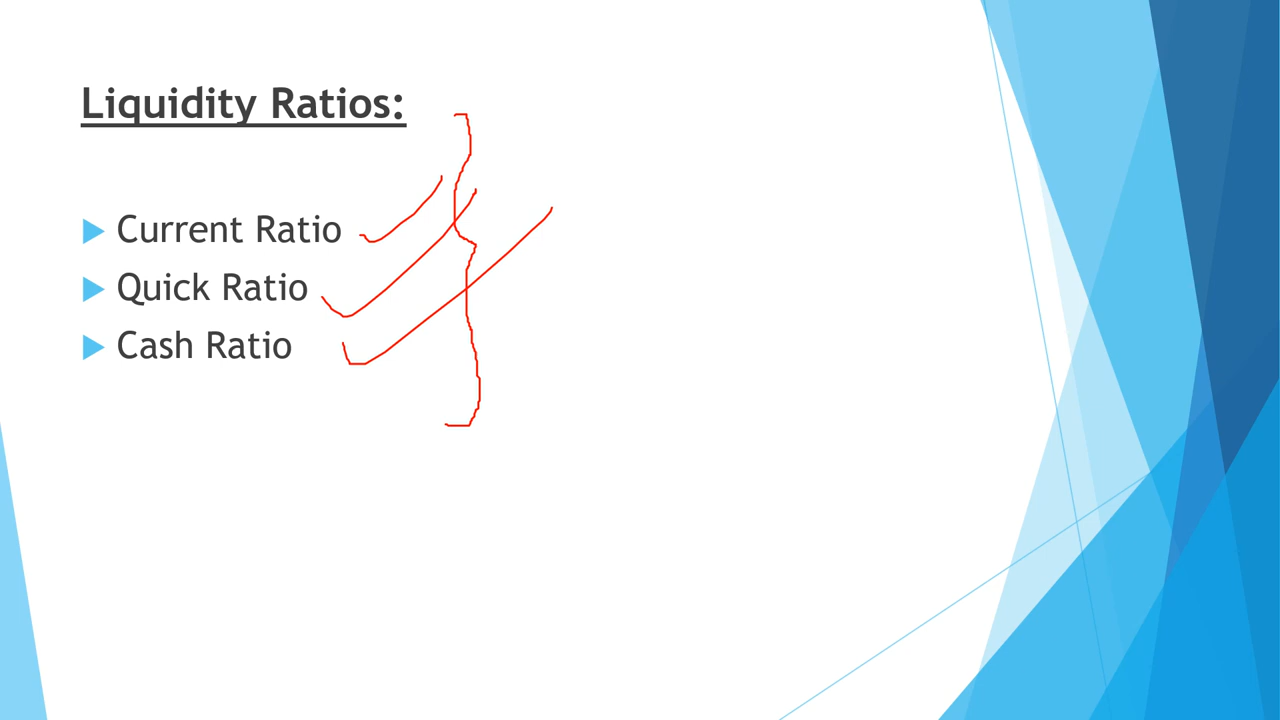 Liquidity Ratios:
Current Ratio
Quick Ratio
Cash Ratio